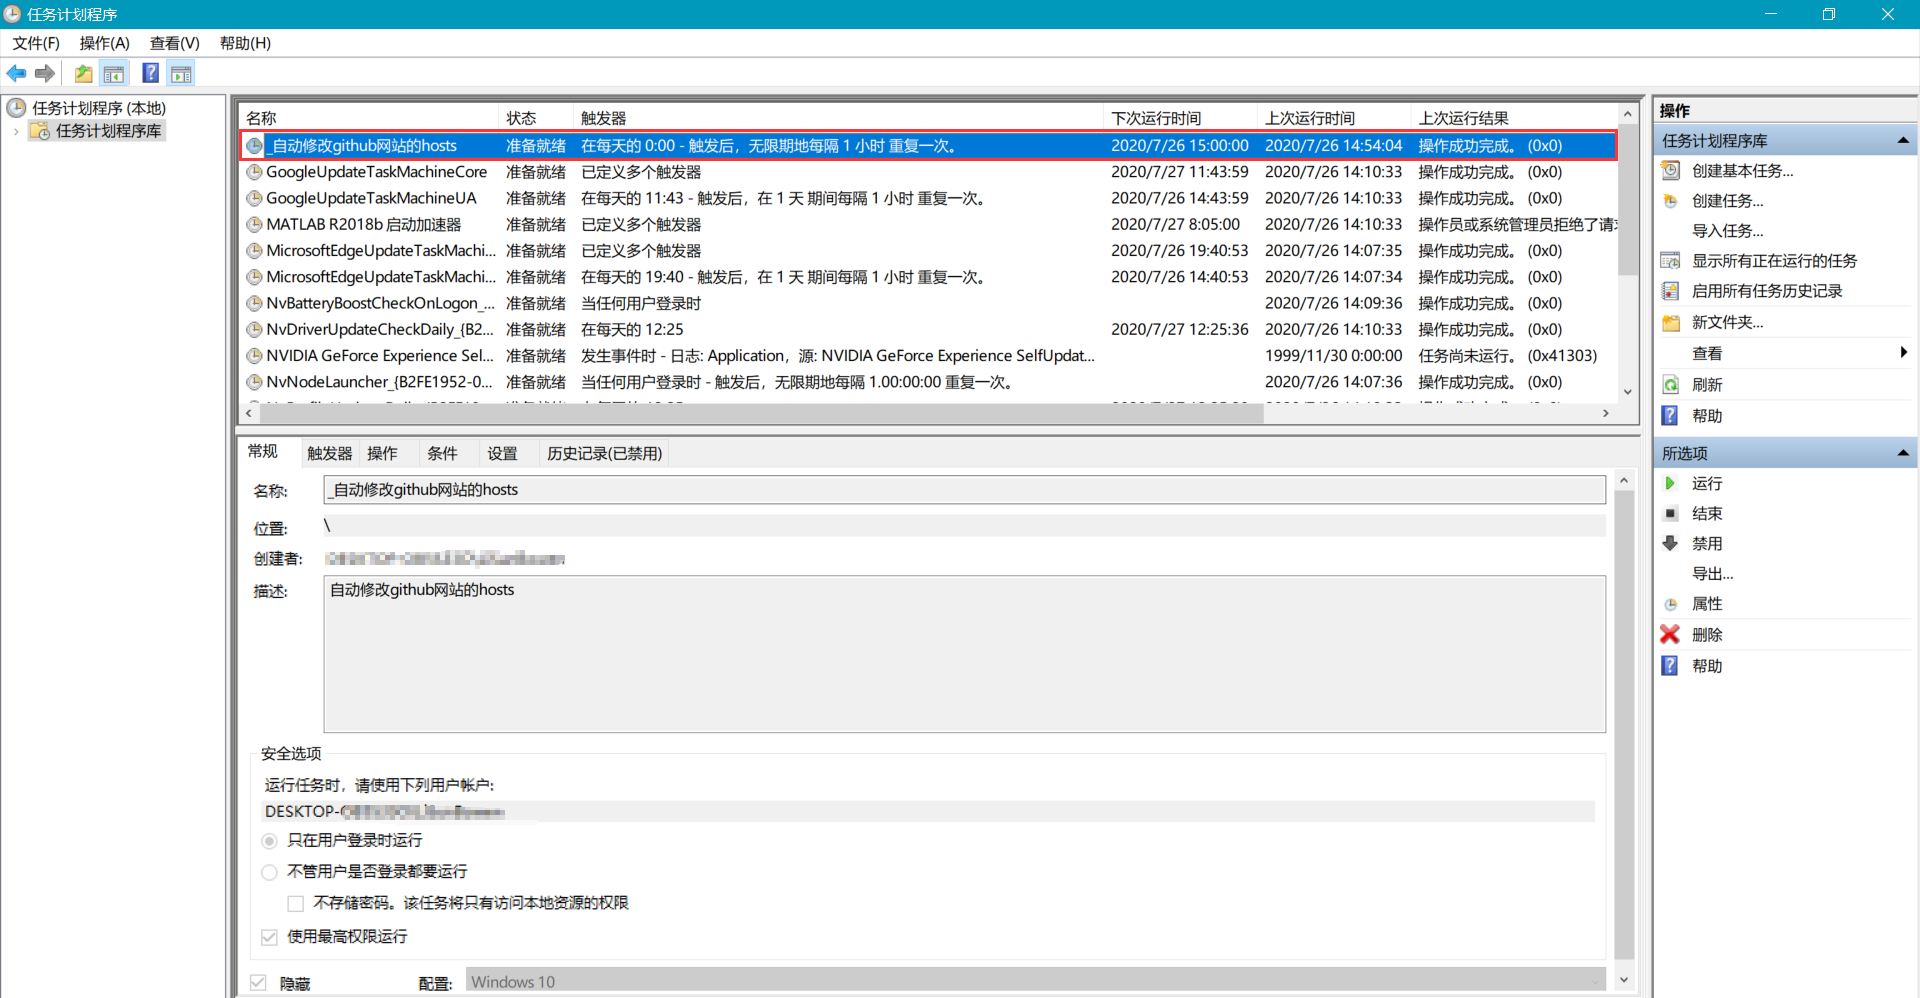 任务计划程序
文件(F) 操作(A) 查看(V) 帮助(H)
任务计划程序 (本地)
任务计划程序库
名称 状态 触发器 下次运行时间 上次运行时间 上次运行结果
_自动修改github网站的hosts 准备就绪 在每天的 0:00 - 触发后，无限期地每隔 1 小时 重复一次。 2020/7/26 15:00:00 2020/7/26 14:54:04 操作成功完成。 (0x0)
GoogleUpdateTaskMachineCore 准备就绪 已定义多个触发器 2020/7/27 11:43:59 2020/7/26 14:10:33 操作成功完成。 (0x0)
GoogleUpdateTaskMachineUA 准备就绪 在每天的 11:43 - 触发后，在 1 天 期间每隔 1 小时 重复一次。 2020/7/26 14:43:59 2020/7/26 14:10:33 操作成功完成。 (0x0)
MATLAB R2018b 启动加速器 准备就绪 已定义多个触发器 2020/7/27 8:05:00 2020/7/26 14:10:33 操作员或系统管理员拒绝了请
MicrosoftEdgeUpdateTaskMachi... 准备就绪 已定义多个触发器 2020/7/26 19:40:53 2020/7/26 14:07:35 操作成功完成。 (0x0)
MicrosoftEdgeUpdateTaskMachi... 准备就绪 在每天的 19:40 - 触发后，在 1 天 期间每隔 1 小时 重复一次。 2020/7/26 14:40:53 2020/7/26 14:07:34 操作成功完成。 (0x0)
NvBatteryBoostCheckOnLogon_... 准备就绪 当任何用户登录时 2020/7/26 14:09:36 操作成功完成。 (0x0)
NvDriverUpdateCheckDaily_{B2... 准备就绪 在每天的 12:25 2020/7/27 12:25:36 2020/7/26 14:10:33 操作成功完成。 (0x0)
NVIDIA GeForce Experience Sel... 准备就绪 发生事件时 - 日志: Application，源: NVIDIA GeForce Experience SelfUpdat... 1999/11/30 0:00:00 任务尚未运行。 (0x41303)
NvNodeLauncher_{B2FE1952-0... 准备就绪 当任何用户登录时 - 触发后，无限期地每隔 1.00:00:00 重复一次。 2020/7/26 14:07:36 操作成功完成。 (0x0)
常规 触发器 操作 条件 设置 历史记录(已禁用)
名称: _自动修改github网站的hosts
位置: \
创建者:
描述: 自动修改github网站的hosts
安全选项
运行任务时，请使用下列用户帐户:
DESKTOP-
只在用户登录时运行
不管用户是否登录都要运行
不存储密码。该任务将只有访问本地资源的权限
使用最高权限运行
隐藏 配置: Windows 10
操作
任务计划程序库
创建基本任务...
创建任务...
导入任务...
显示所有正在运行的任务
启用所有任务历史记录
新文件夹...
查看
刷新
帮助
所选项
运行
结束
禁用
导出...
属性
删除
帮助